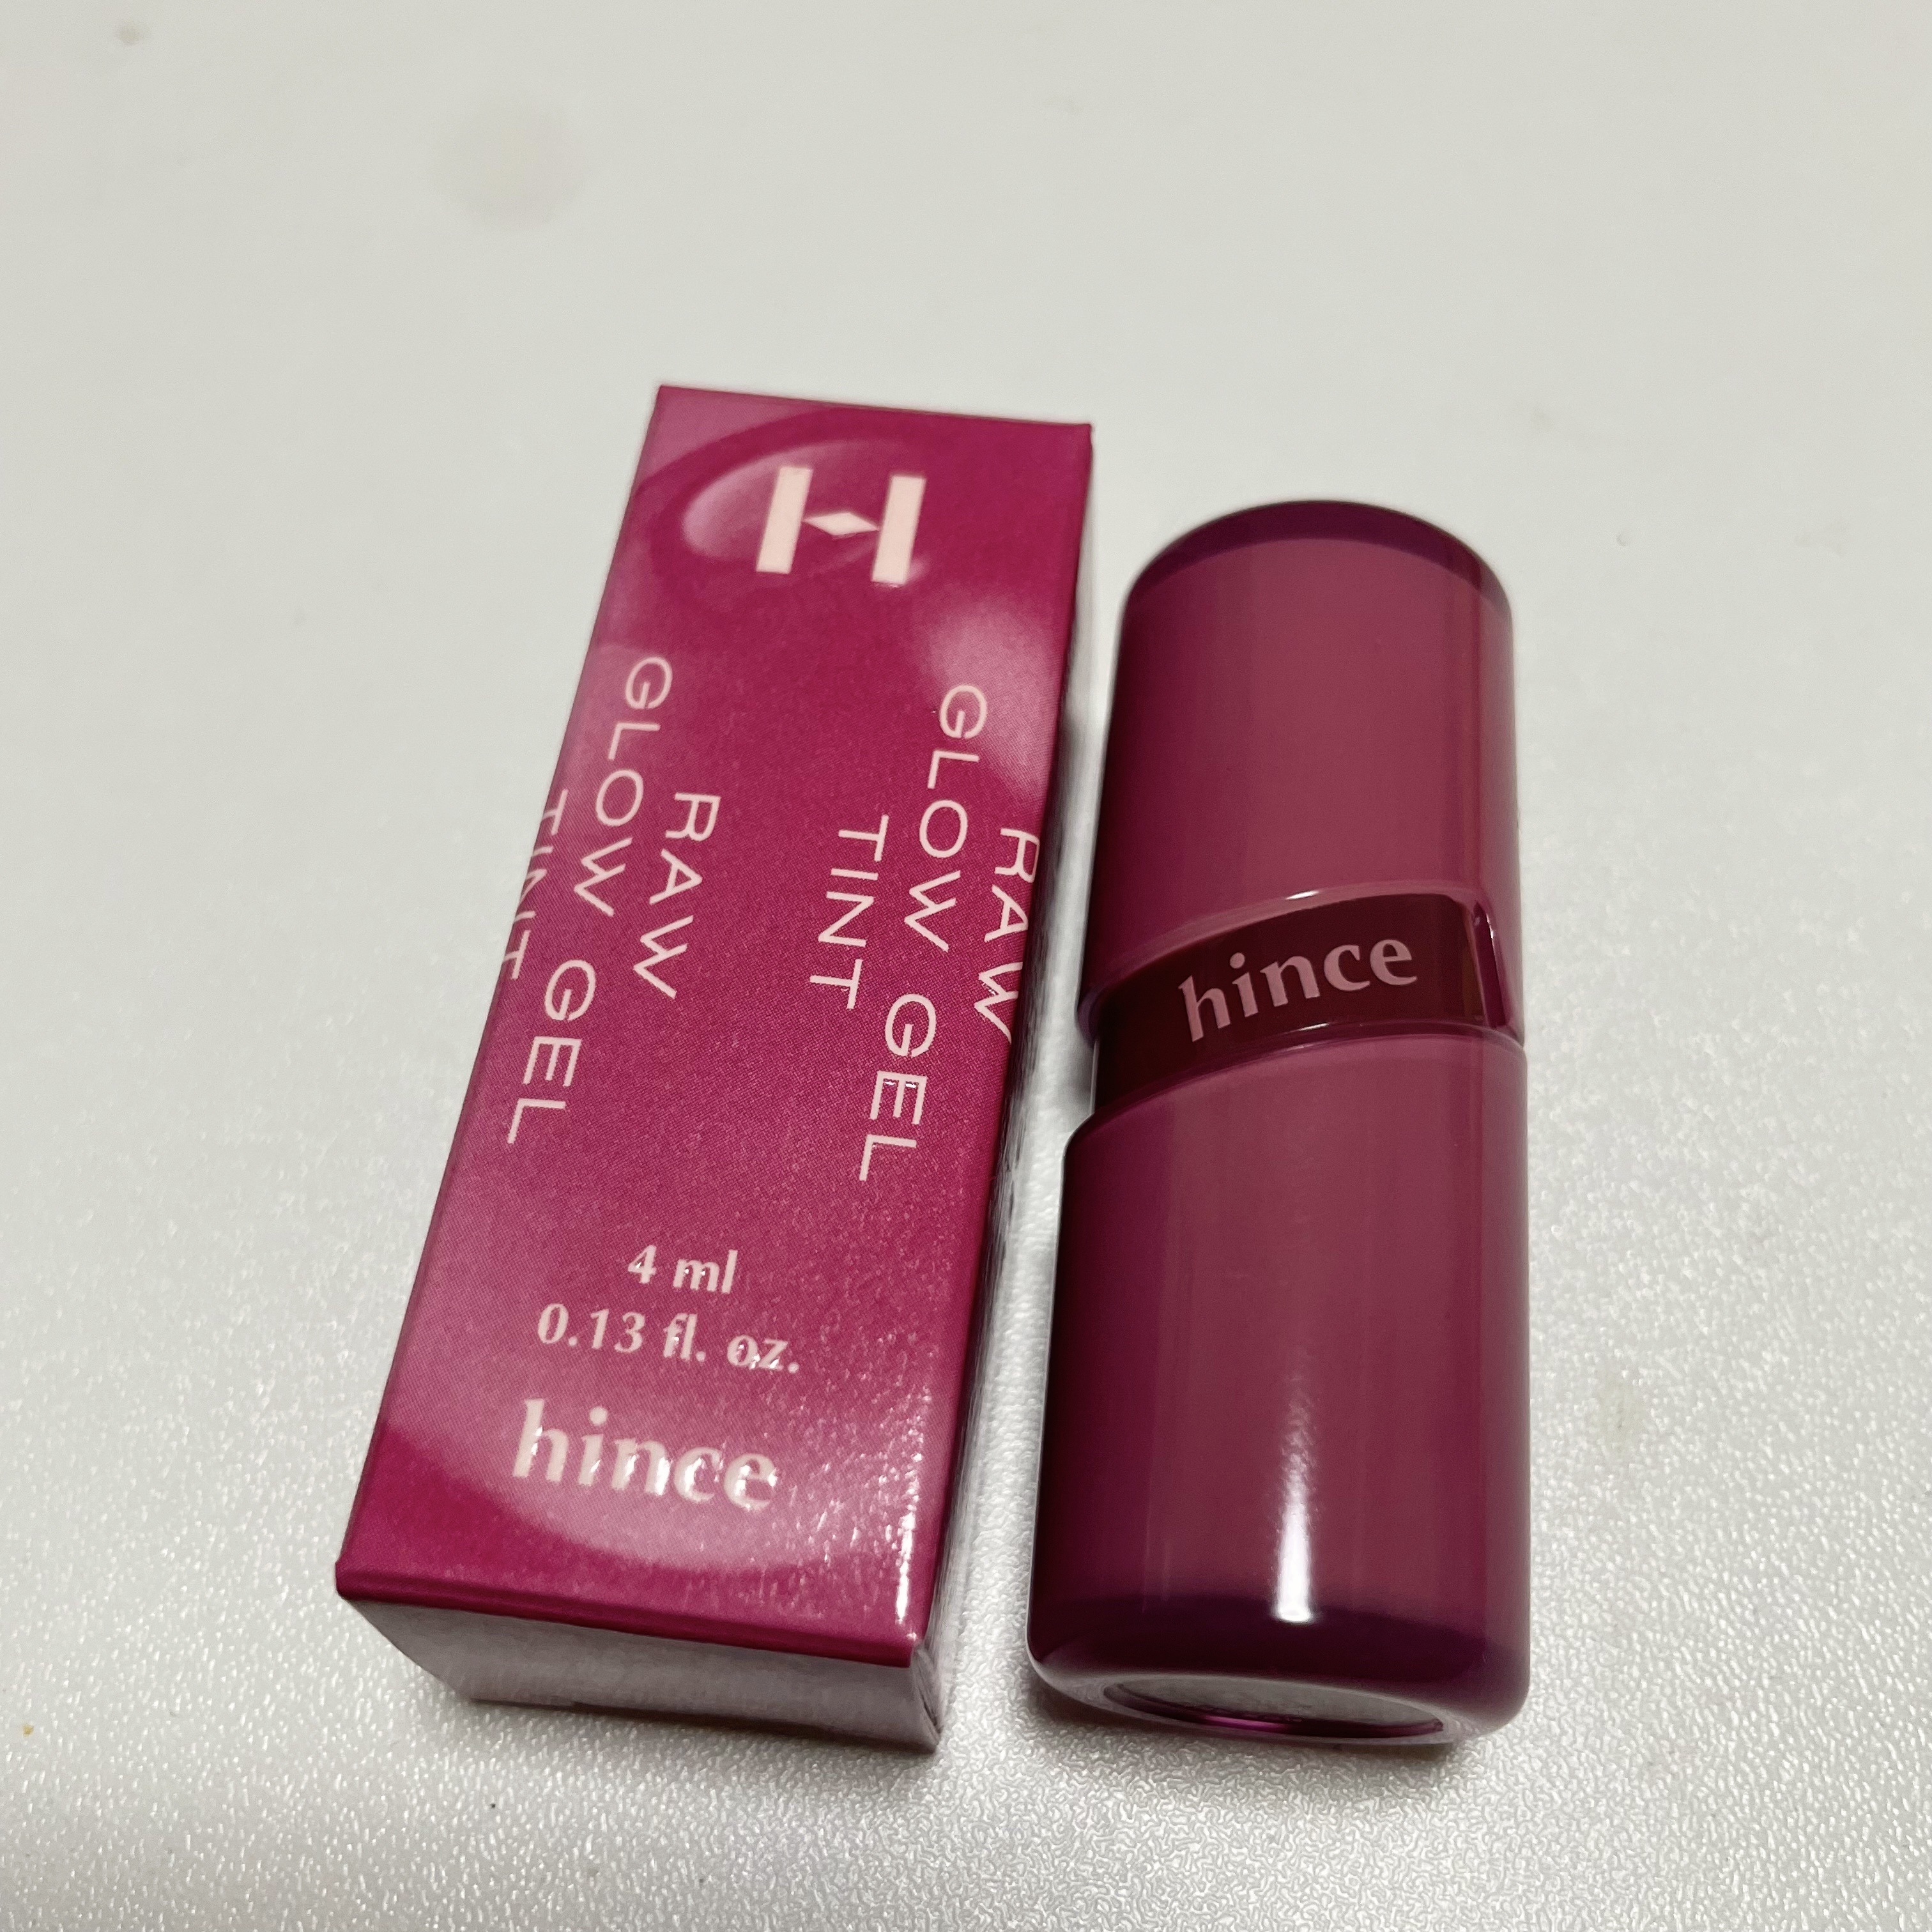 H
RAW
GLOW GEL
TINT
RAW
GLOW GEL
TINT
4 ml
0.13 fl. oz.
hince
hince